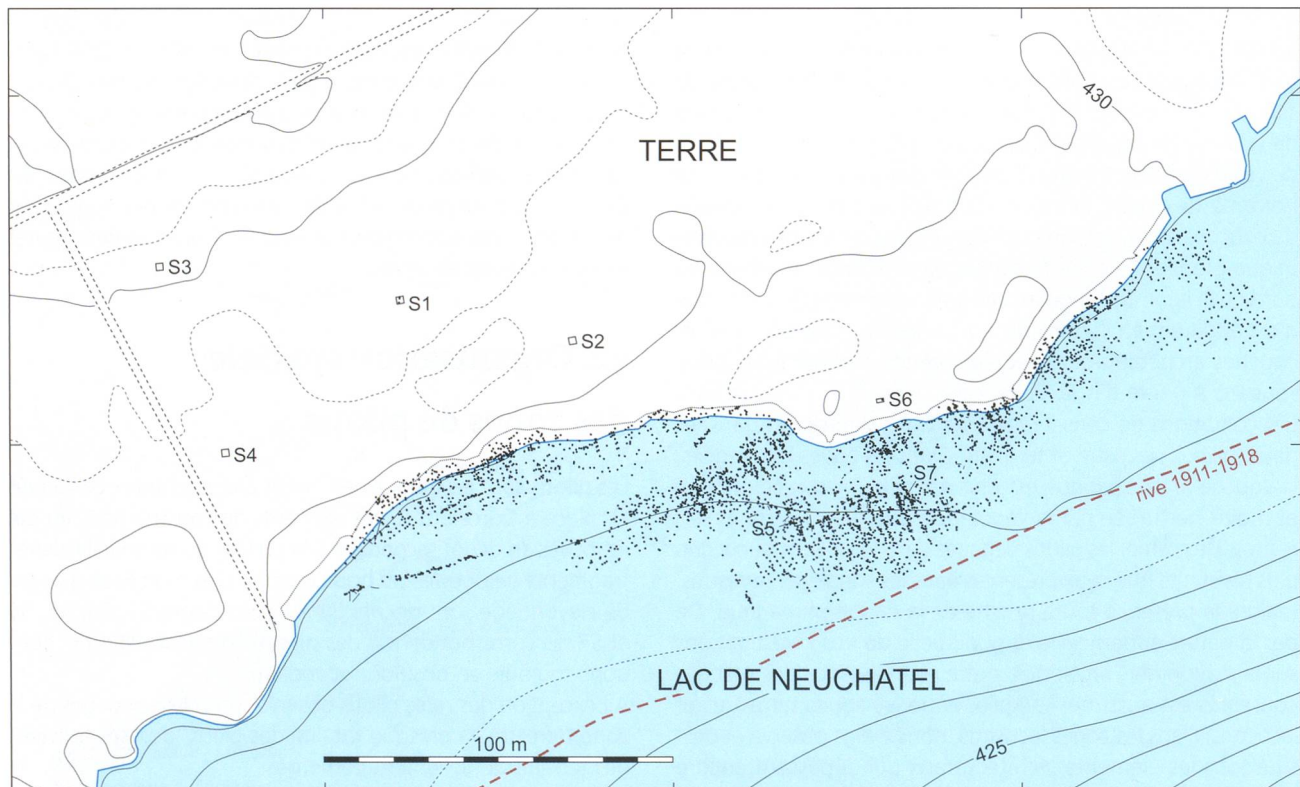 430
TERRE
S3
S1
S2
S6
S4
rive 1911-1918
S7
S5
LAC DE NEUCHATEL
100 m
425